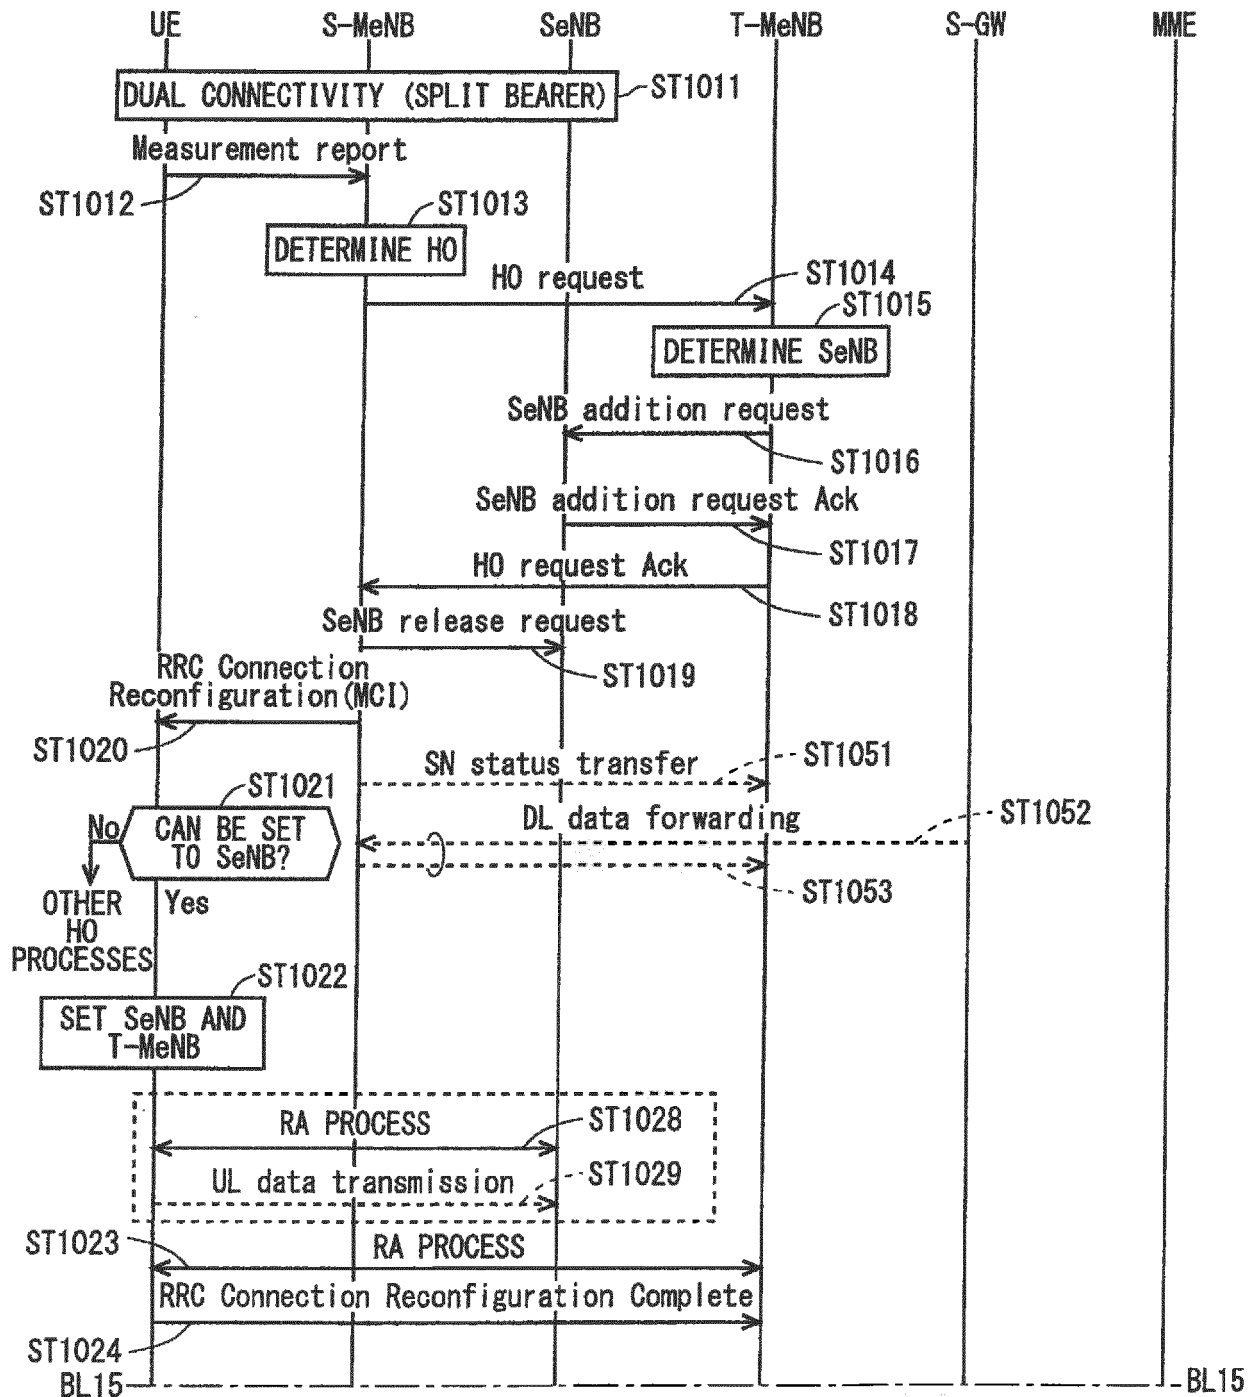 UE S-MeNB SeNB T-MeNB S-GW MME
DUAL CONNECTIVITY (SPLIT BEARER)
ST1011
Measurement report
ST1012
ST1013
DETERMINE HO
HO request
ST1014
ST1015
DETERMINE SeNB
SeNB addition request
ST1016
SeNB addition request Ack
ST1017
HO request Ack
ST1018
SeNB release request
ST1019
RRC Connection
Reconfiguration(MCI)
ST1020
SN status transfer
ST1051
ST1021
CAN BE SET
TO SeNB?
No
DL data forwarding
ST1052
ST1053
OTHER
HO
PROCESSES
Yes
ST1022
SET SeNB AND
T-MeNB
RA PROCESS
ST1028
UL data transmission
ST1029
ST1023
RA PROCESS
RRC Connection Reconfiguration Complete
ST1024
BL15
BL15